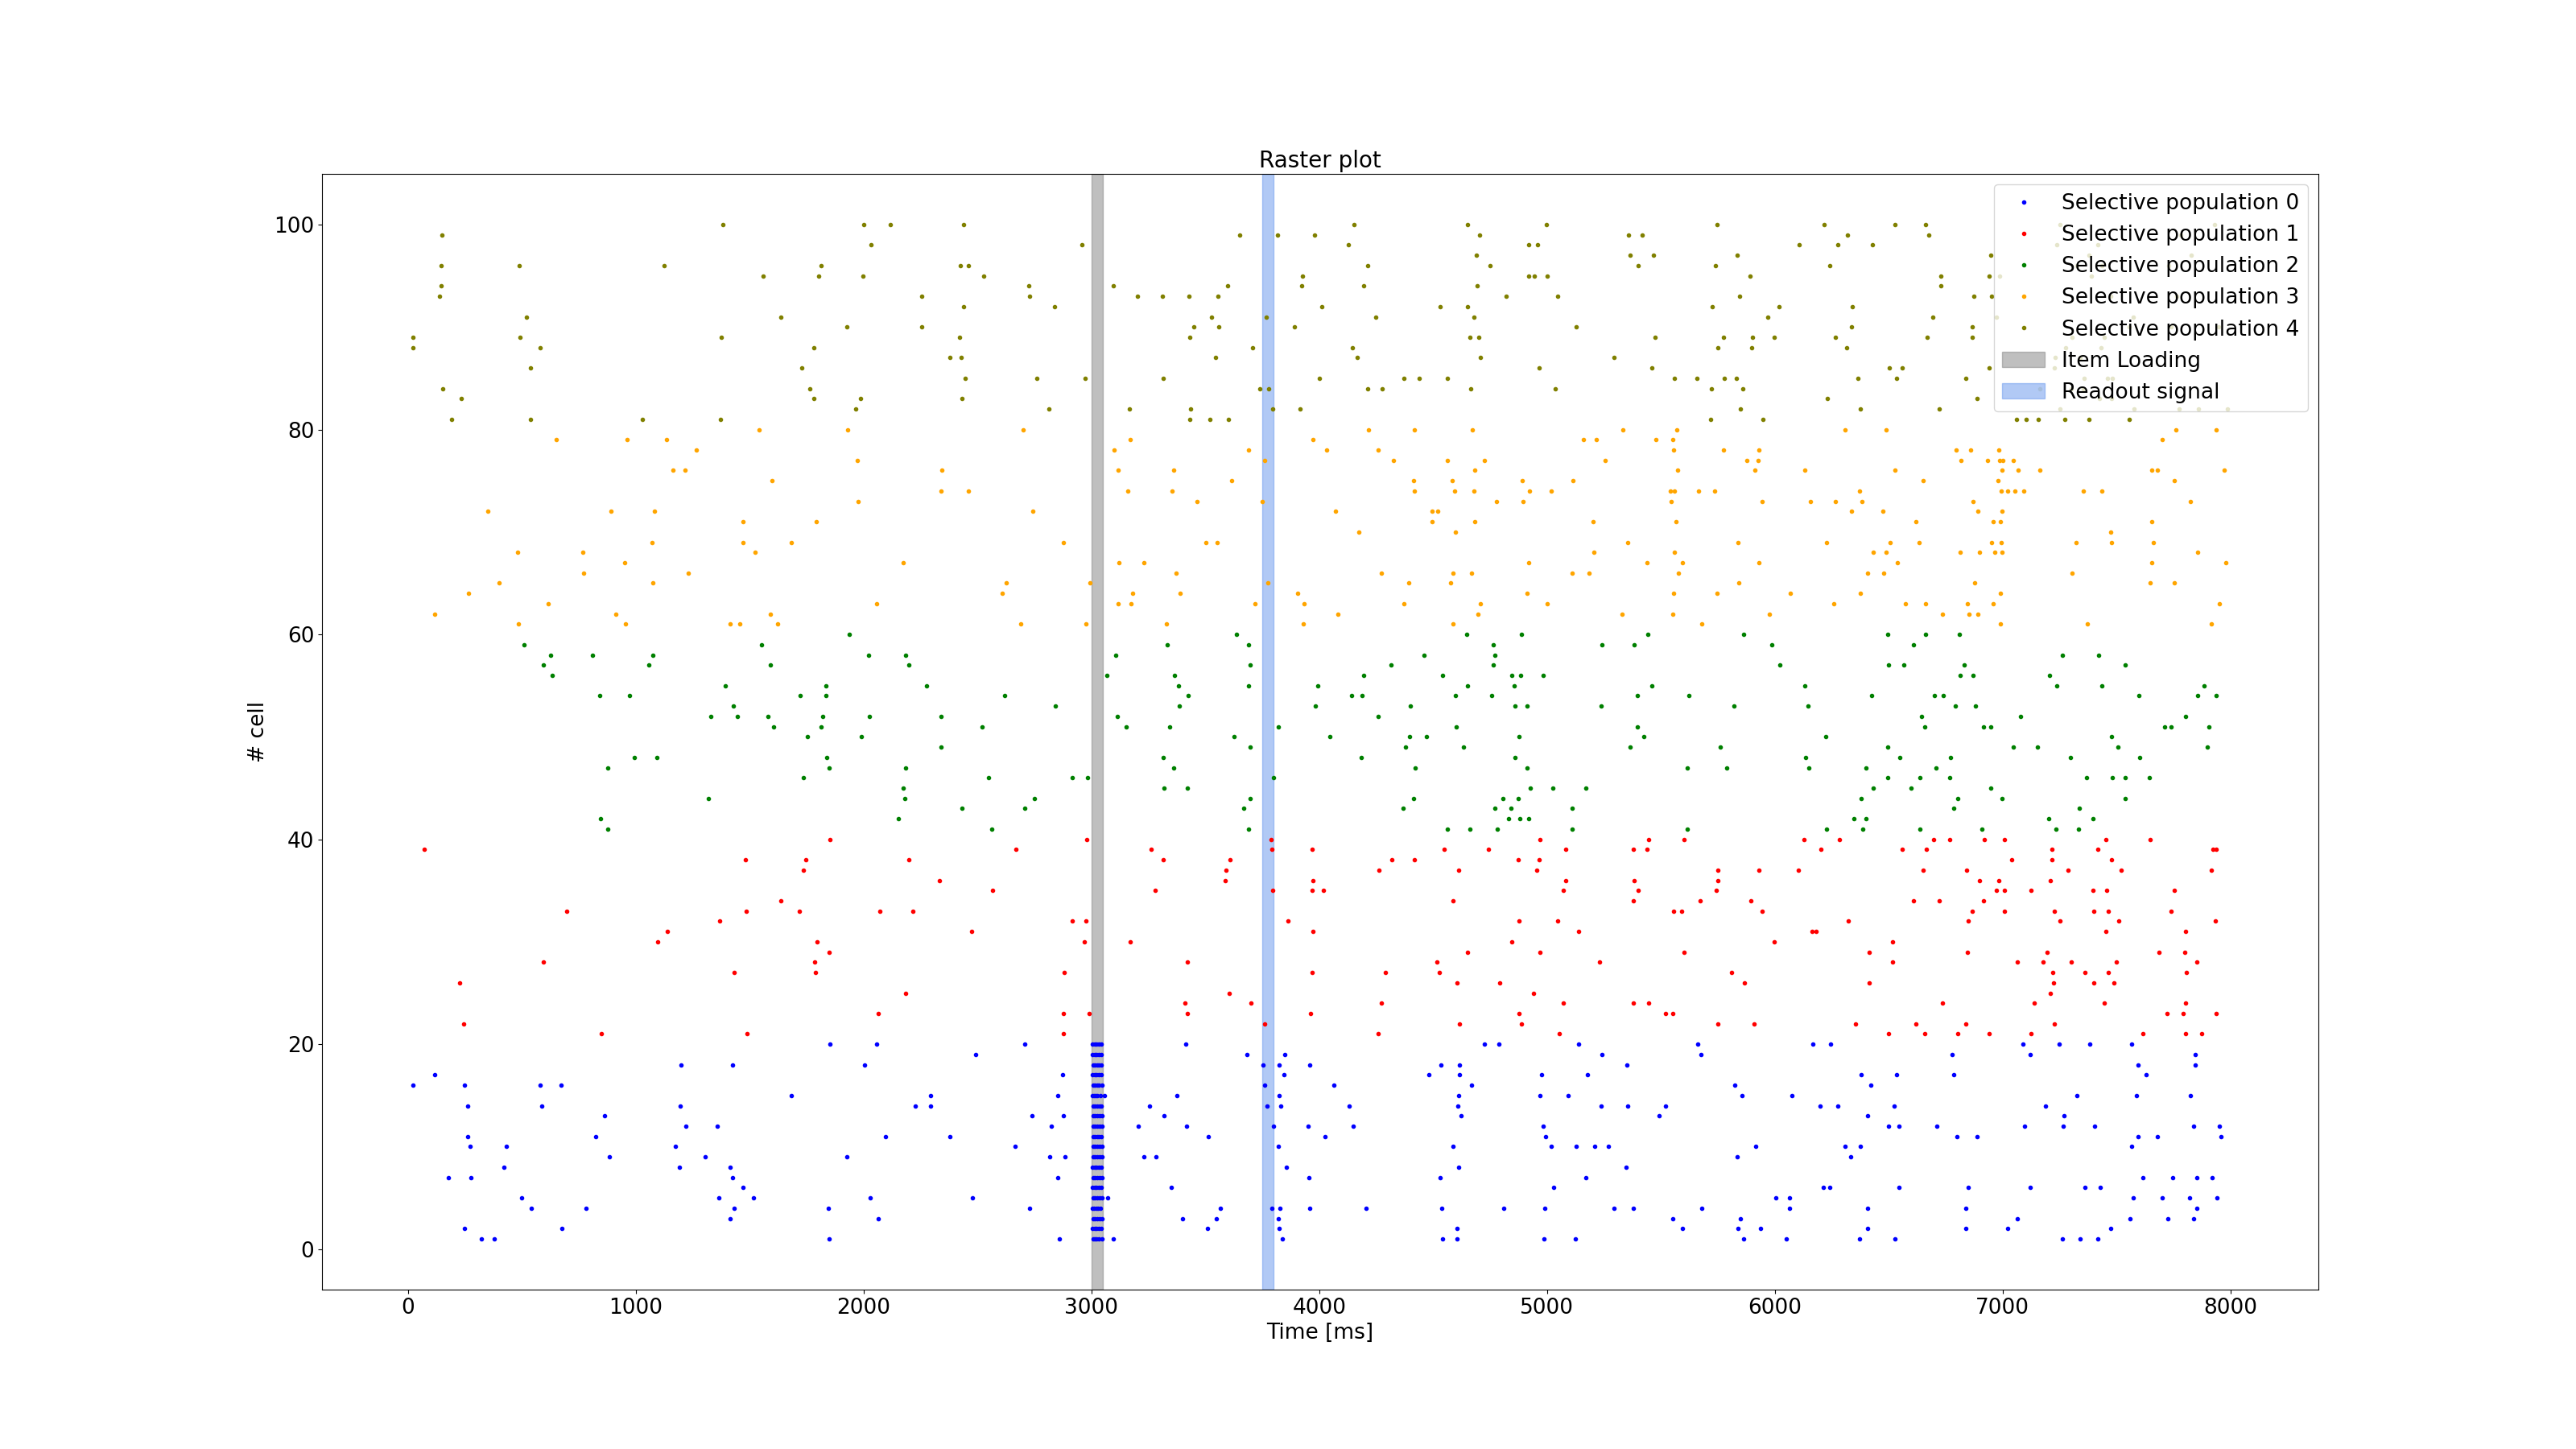 Raster plot
Selective population 0
Selective population 1
Selective population 2
Selective population 3
Selective population 4
Item Loading
Readout signal
100
80
60
40
20
0
# cell
0 1000 2000 3000 4000 5000 6000 7000 8000
Time [ms]